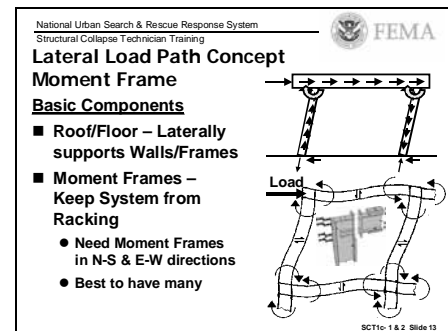 National Urban Search & Rescue Response System
Structural Collapse Technician Training
FEMA
Lateral Load Path Concept
Moment Frame
Basic Components
■ Roof/Floor – Laterally
supports Walls/Frames
■ Moment Frames –
Keep System from
Racking
● Need Moment Frames
in N-S & E-W directions
● Best to have many
Load
SCT1c- 1 & 2 Slide 13